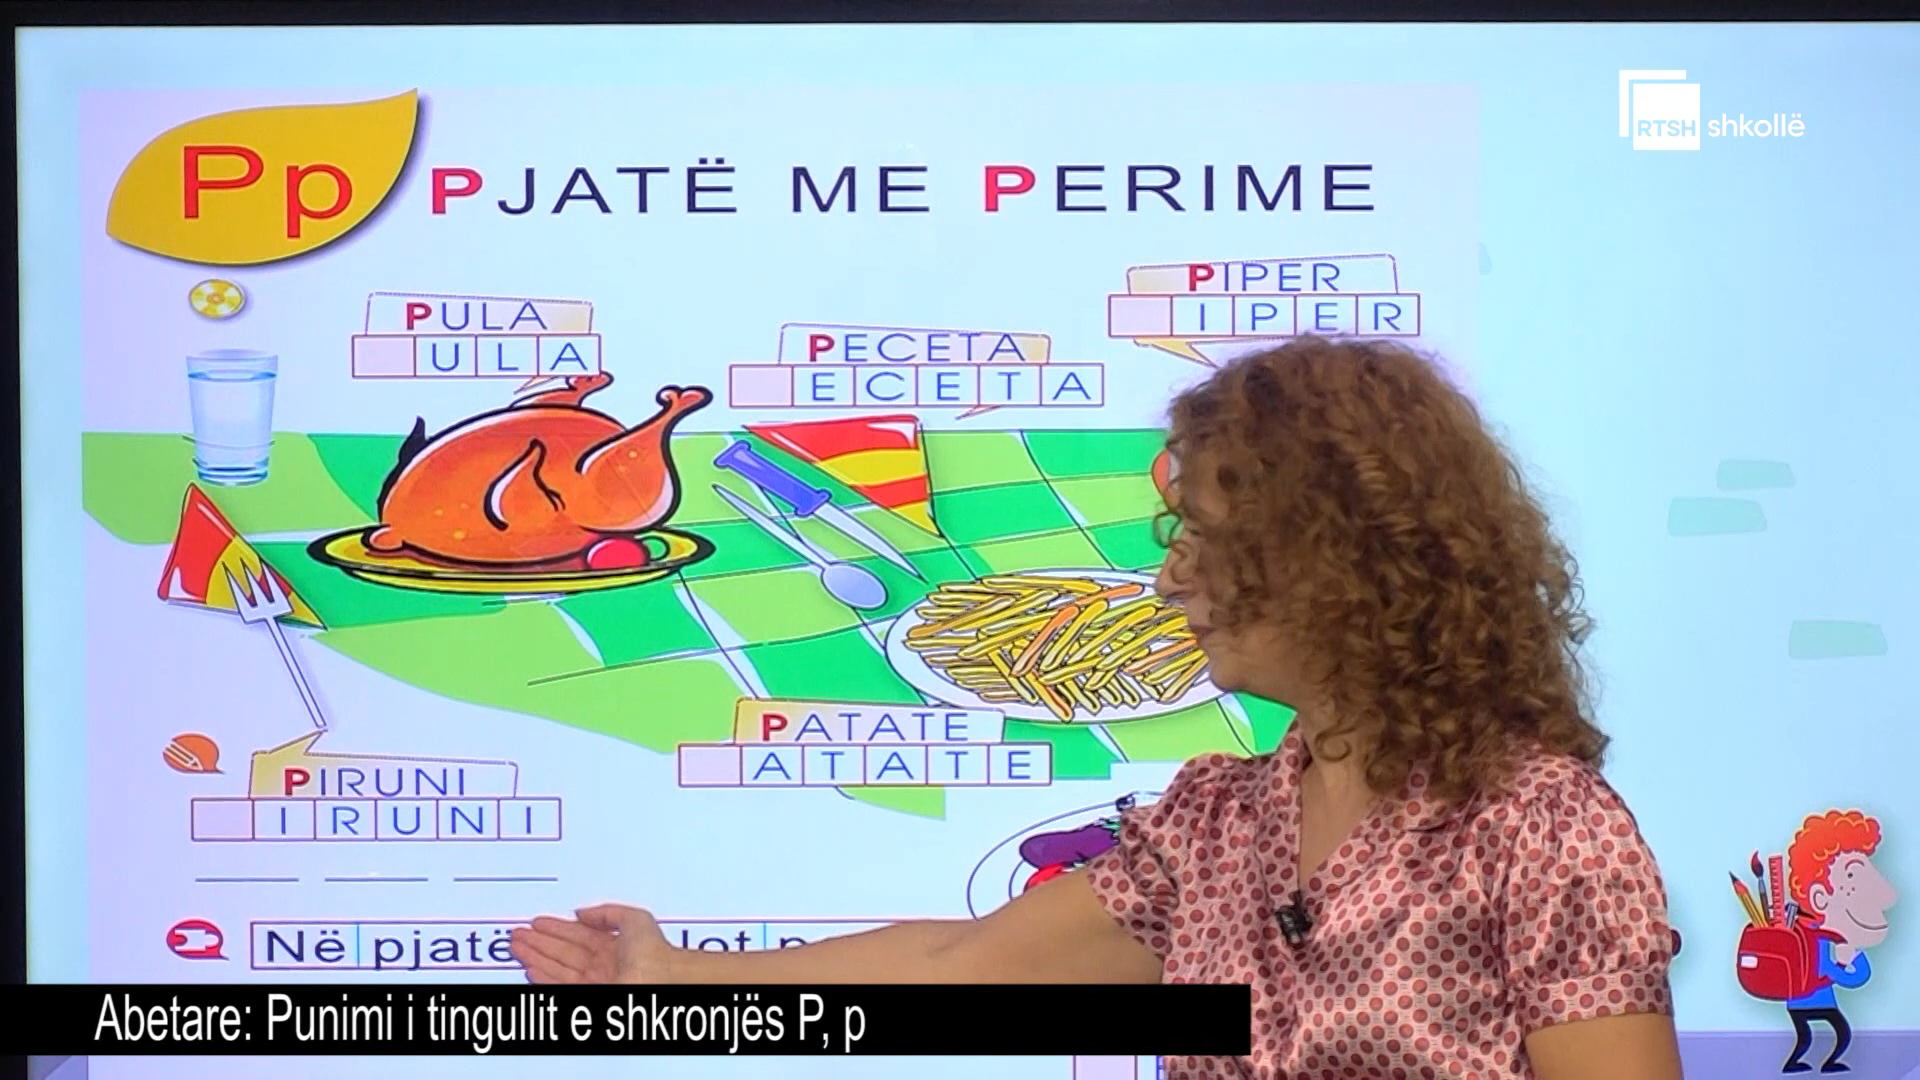 RTSH shkollë
Pp PJATË ME PERIME
PIPER
IPER
PULA
ULA
PECETA
ECETA
PATATE
ATATE
PIRUNI
IRUNI
Në pjatë
Abetare: Punimi i tingullit e shkronjës P, p